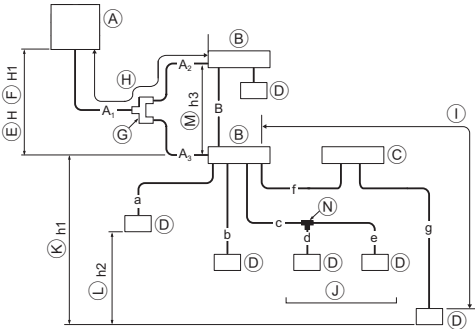 Ⓐ
Ⓑ
Ⓗ
A₂
Ⓔ H Ⓕ H1
Ⓓ
A₁
Ⓜ h3
B
Ⓘ
Ⓖ
A₃
Ⓑ
Ⓒ
a
f
Ⓚ h1
Ⓝ
c
Ⓓ
b
d
e
g
Ⓛ h2
Ⓓ
Ⓓ
Ⓓ
Ⓙ
Ⓓ